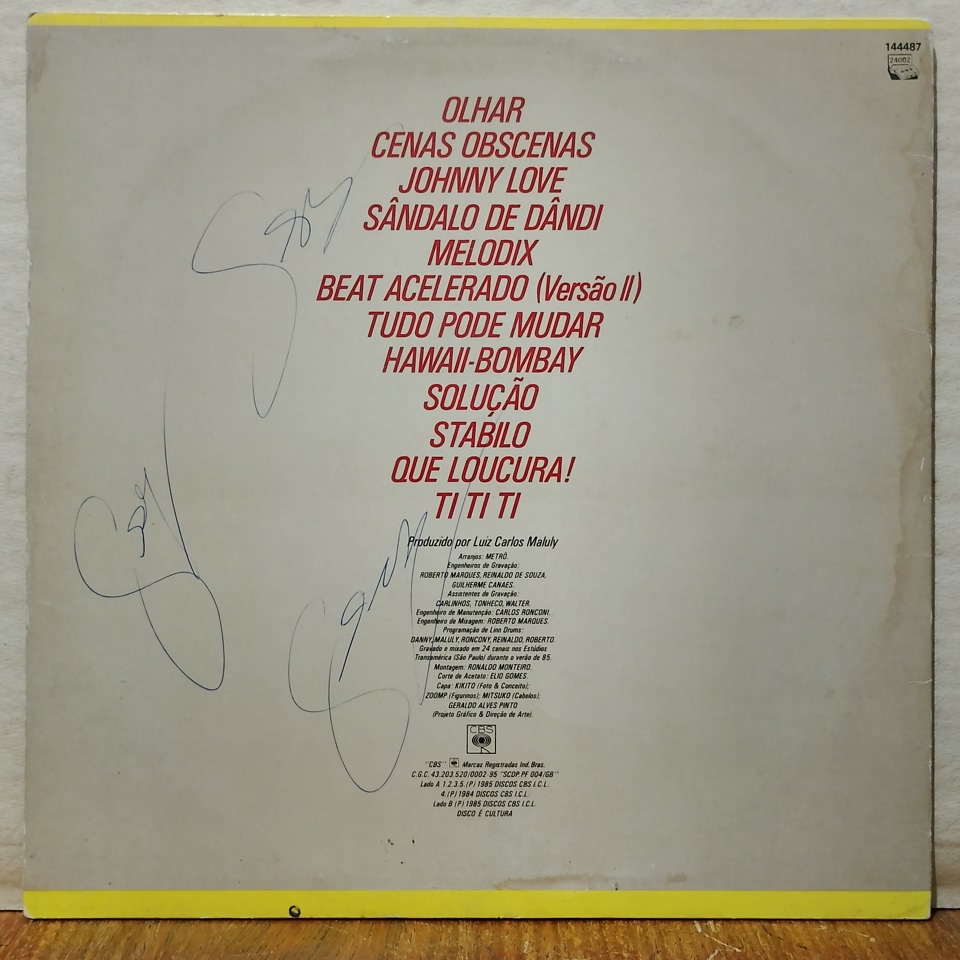 144487
24002
OLHAR
CENAS OBSCENAS
JOHNNY LOVE
SÂNDALO DE DÂNDI
MELODIX
BEAT ACELERADO (Versão II)
TUDO PODE MUDAR
HAWAII-BOMBAY
SOLUÇÃO
STABILO
QUE LOUCURA!
TI TI TI
Produzido por Luiz Carlos Maluly
Arranjos: METRÔ.
Engenheiros de Gravação:
ROBERTO MARQUES, REINALDO DE SOUZA,
GUILHERME CANAES.
Assistentes de Gravação:
CARLINHOS, TONHECO, WALTER.
Engenheiro de Manutenção: CARLOS RONCONI.
Engenheiro de Mixagem: ROBERTO MARQUES.
Programação de Linn Drums:
DANNY, MALULY, RONCONY, REINALDO, ROBERTO.
Gravado e mixado em 24 canais nos Estúdios
Transamérica (São Paulo) durante o verão de 85.
Montagem: RONALDO MONTEIRO.
Corte de Acetato: ELIO GOMES.
Capa: KIKITO (Foto & Conceito);
ZOOMP (Figurinos); MITSUKO (Cabelos);
GERALDO ALVES PINTO
(Projeto Gráfico & Direção de Arte).
CBS
"CBS" Marcas Registradas Ind. Bras.
C.G.C. 43.203.520/0002-95 "SCDP. PF 004/GB"
Lado A 1,2,3,5, (P) 1985 DISCOS CBS I.C.L.
4, (P) 1984 DISCOS CBS I.C.L.
Lado B (P) 1985 DISCOS CBS I.C.L.
DISCO É CULTURA